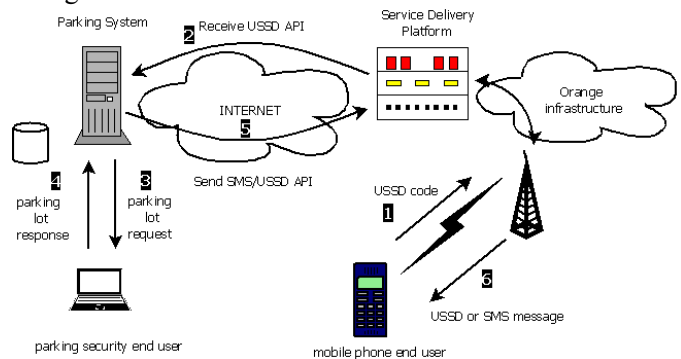 Parking System
2
Receive USSD API
Service Delivery
Platform
INTERNET
5
Orange
infrastructure
Send SMS/USSD API
4
parking
lot
response
3
parking
lot
request
USSD code
1
6
USSD or SMS message
parking security end user
mobile phone end user